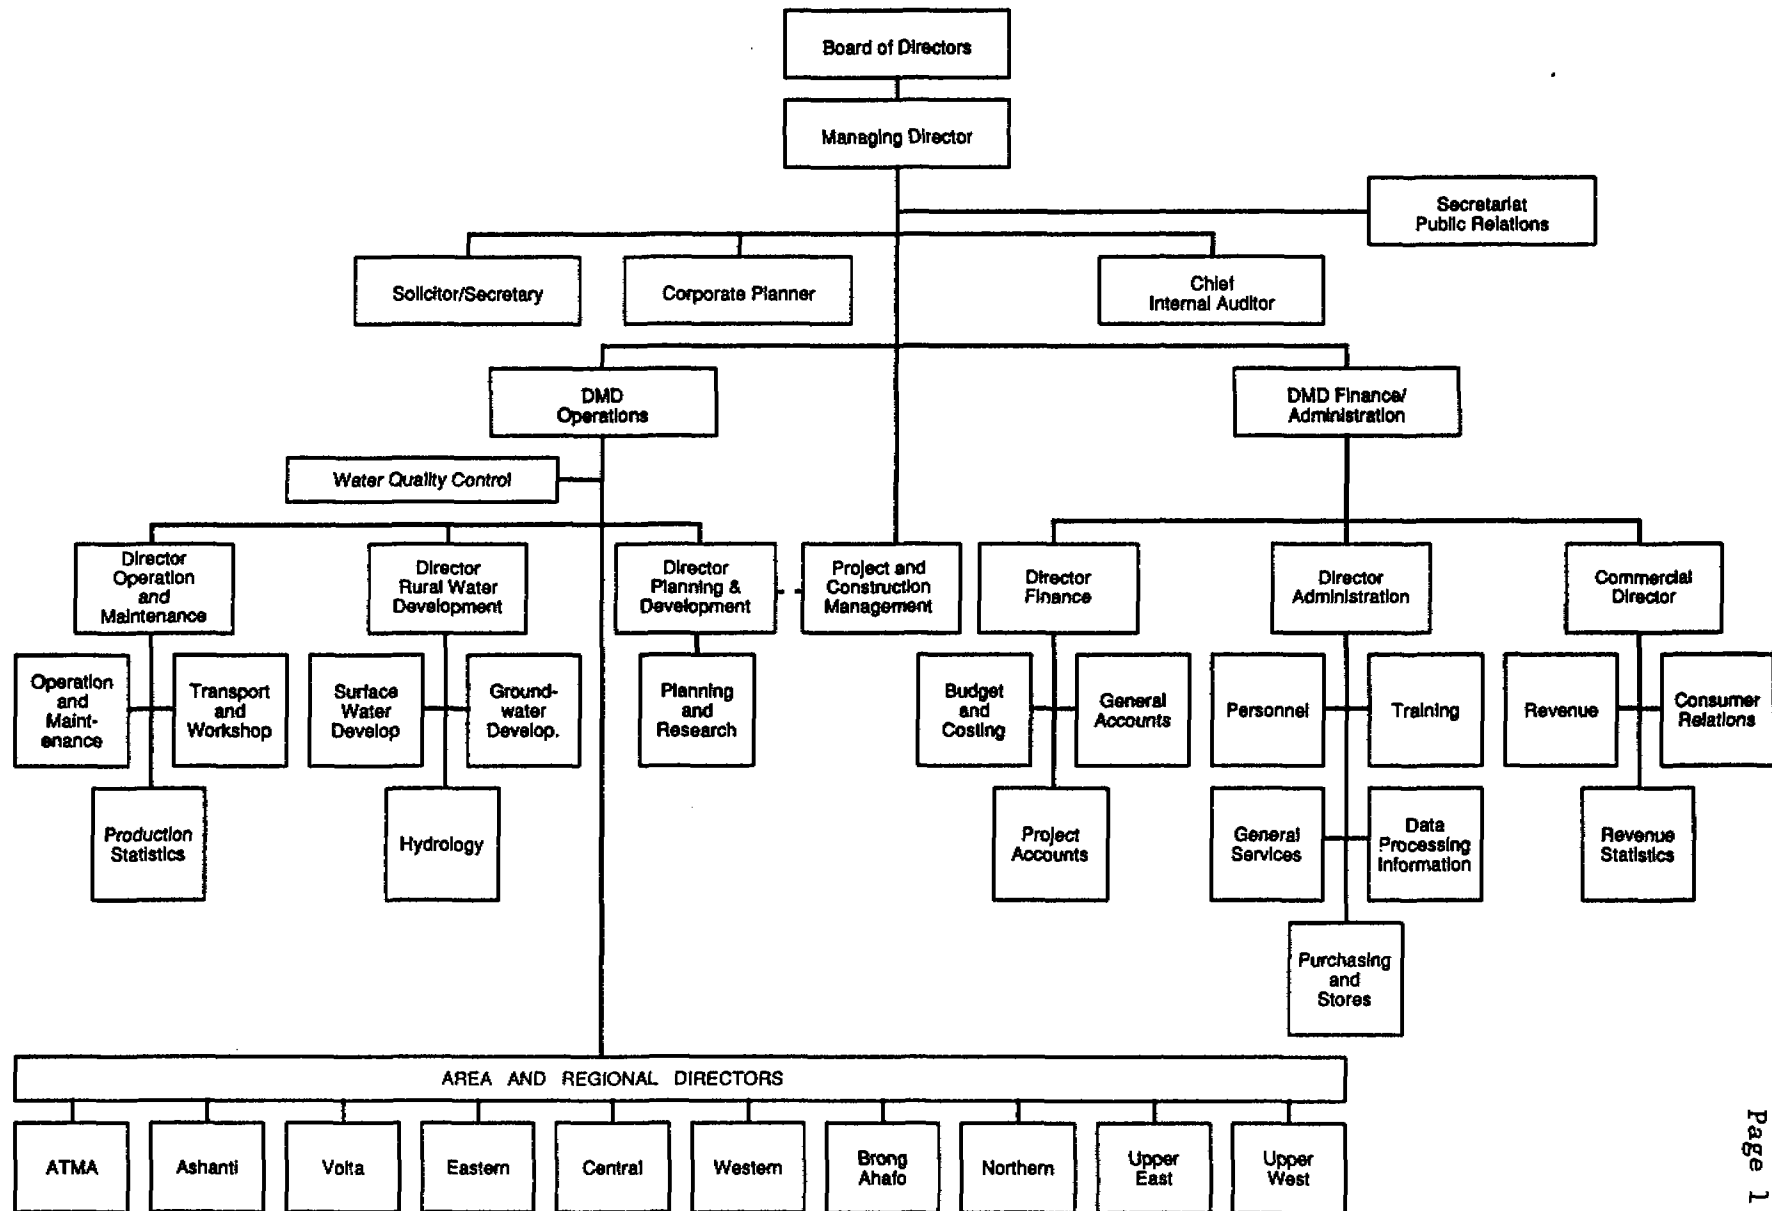 Board of Directors
Managing Director
Secretariat
Public Relations
Solicitor/Secretary
Corporate Planner
Chief
Internal Auditor
DMD
Operations
DMD Finance/
Administration
Water Quality Control
Director
Operation
and
Maintenance
Director
Rural Water
Development
Director
Planning &
Development
Project and
Construction
Management
Director
Finance
Director
Administration
Commercial
Director
Operation
and
Maint-
enance
Transport
and
Workshop
Surface
Water
Develop
Ground-
water
Develop.
Planning
and
Research
Budget
and
Costing
General
Accounts
Personnel
Training
Revenue
Consumer
Relations
Production
Statistics
Hydrology
Project
Accounts
General
Services
Data
Processing
Information
Revenue
Statistics
Purchasing
and
Stores
AREA AND REGIONAL DIRECTORS
ATMA
Ashanti
Volta
Eastern
Central
Western
Brong
Ahafo
Northern
Upper
East
Upper
West
Page 1